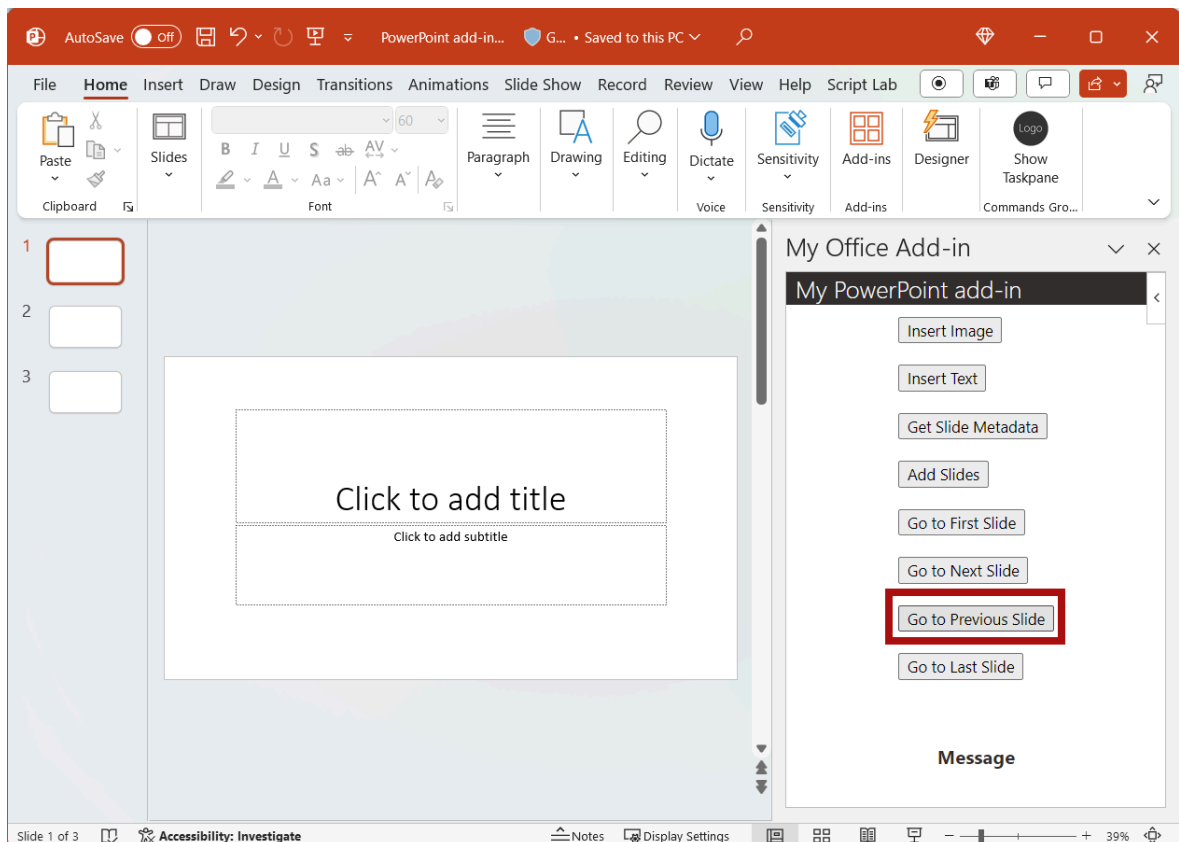 AutoSave Off PowerPoint add-in... G... • Saved to this PC
File Home Insert Draw Design Transitions Animations Slide Show Record Review View Help Script Lab
60
B I U S ab AV
Aa A A A
Paste
Slides
Paragraph
Drawing
Editing
Dictate
Sensitivity
Add-ins
Designer
Logo
Show
Taskpane
Clipboard
Font
Voice
Sensitivity
Add-ins
Commands Gro...
1
2
3
Click to add title
Click to add subtitle
My Office Add-in
My PowerPoint add-in
Insert Image
Insert Text
Get Slide Metadata
Add Slides
Go to First Slide
Go to Next Slide
Go to Previous Slide
Go to Last Slide
Message
Slide 1 of 3 Accessibility: Investigate Notes Display Settings 39%